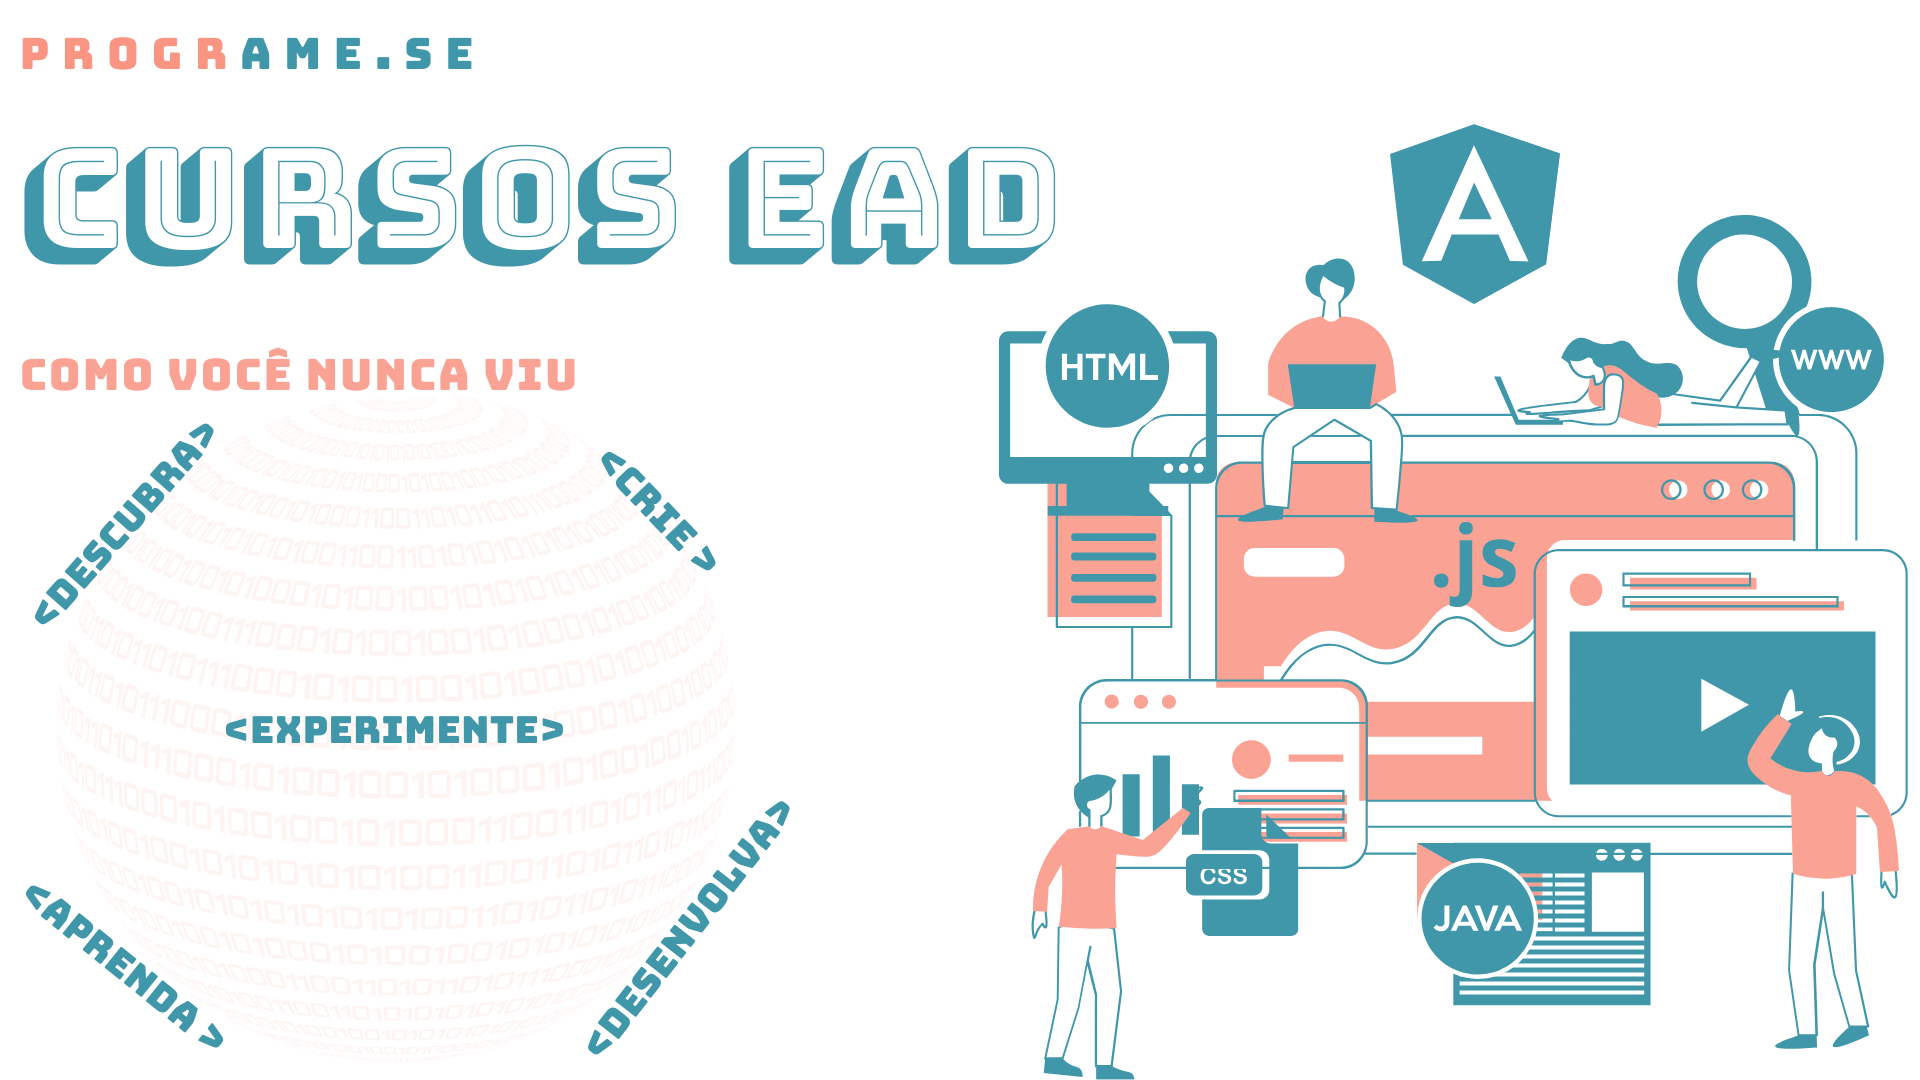 PROGRAME.SE
CURSOS EAD
COMO VOCÊ NUNCA VIU
<DESCUBRA>
<CRIE>
<EXPERIMENTE>
<APRENDA>
<DESENVOLVA>
HTML
WWW
.js
CSS
JAVA
A